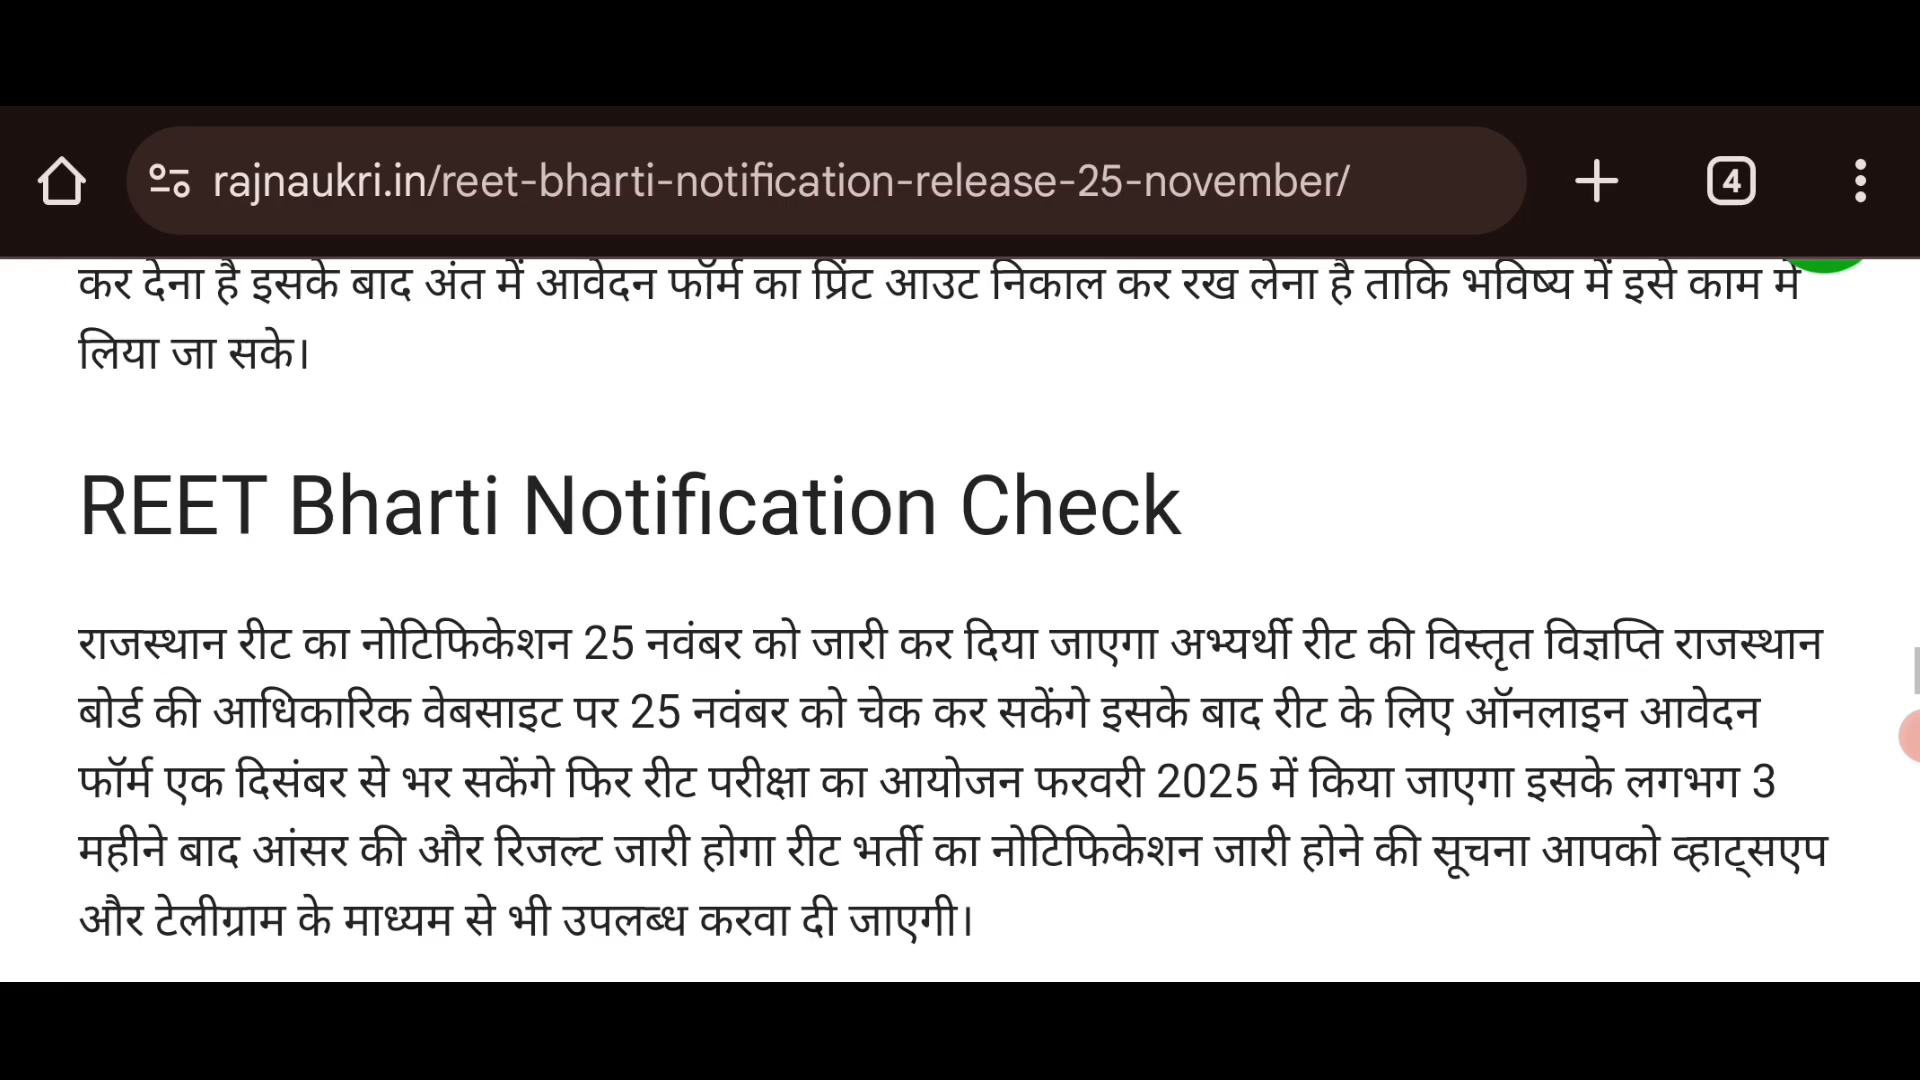 rajnaukri.in/reet-bharti-notification-release-25-november/
4
कर देना है इसके बाद अंत में आवेदन फॉर्म का प्रिंट आउट निकाल कर रख लेना है ताकि भविष्य में इसे काम में
लिया जा सके।
REET Bharti Notification Check
राजस्थान रीट का नोटिफिकेशन 25 नवंबर को जारी कर दिया जाएगा अभ्यर्थी रीट की विस्तृत विज्ञप्ति राजस्थान
बोर्ड की आधिकारिक वेबसाइट पर 25 नवंबर को चेक कर सकेंगे इसके बाद रीट के लिए ऑनलाइन आवेदन
फॉर्म एक दिसंबर से भर सकेंगे फिर रीट परीक्षा का आयोजन फरवरी 2025 में किया जाएगा इसके लगभग 3
महीने बाद आंसर की और रिजल्ट जारी होगा रीट भर्ती का नोटिफिकेशन जारी होने की सूचना आपको व्हाट्सएप
और टेलीग्राम के माध्यम से भी उपलब्ध करवा दी जाएगी।